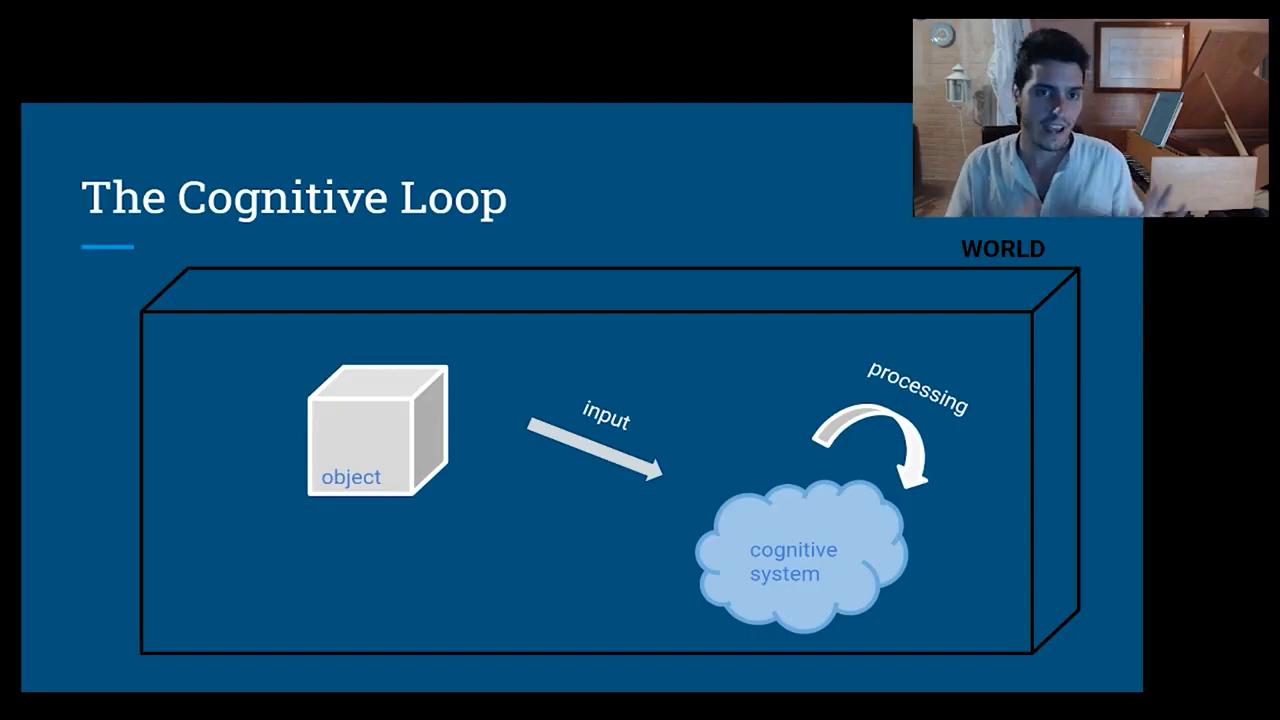 The Cognitive Loop
WORLD
processing
input
object
cognitive
system